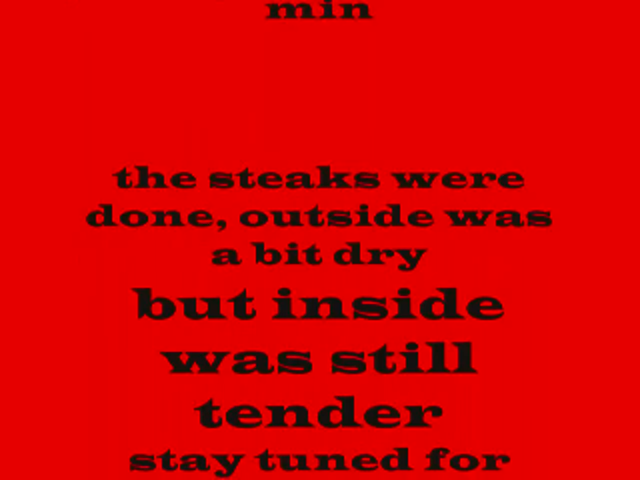 min
the steaks were
done, outside was
a bit dry
but inside
was still
tender
stay tuned for